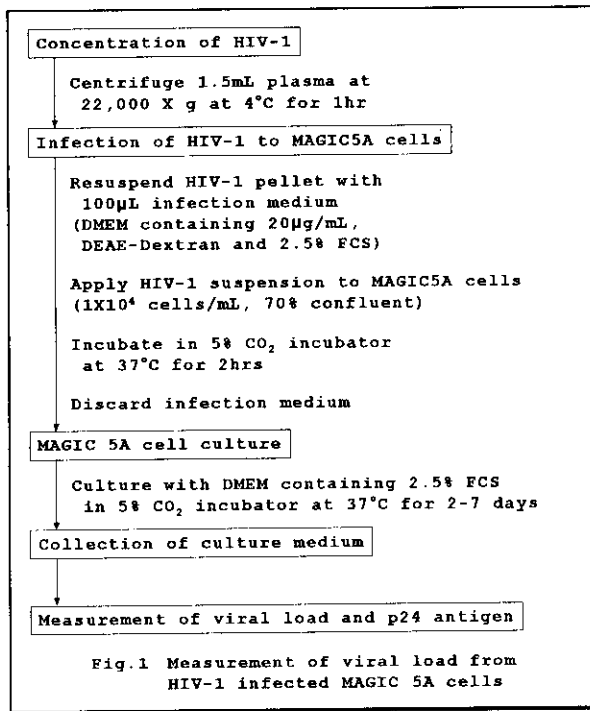 Concentration of HIV-1
Centrifuge 1.5mL plasma at
22,000 X g at 4°C for 1hr
Infection of HIV-1 to MAGIC5A cells
Resuspend HIV-1 pellet with
100µL infection medium
(DMEM containing 20µg/mL,
DEAE-Dextran and 2.5% FCS)
Apply HIV-1 suspension to MAGIC5A cells
(1X10⁴ cells/mL, 70% confluent)
Incubate in 5% CO₂ incubator
at 37°C for 2hrs
Discard infection medium
MAGIC 5A cell culture
Culture with DMEM containing 2.5% FCS
in 5% CO₂ incubator at 37°C for 2-7 days
Collection of culture medium
Measurement of viral load and p24 antigen
Fig.1 Measurement of viral load from
HIV-1 infected MAGIC 5A cells